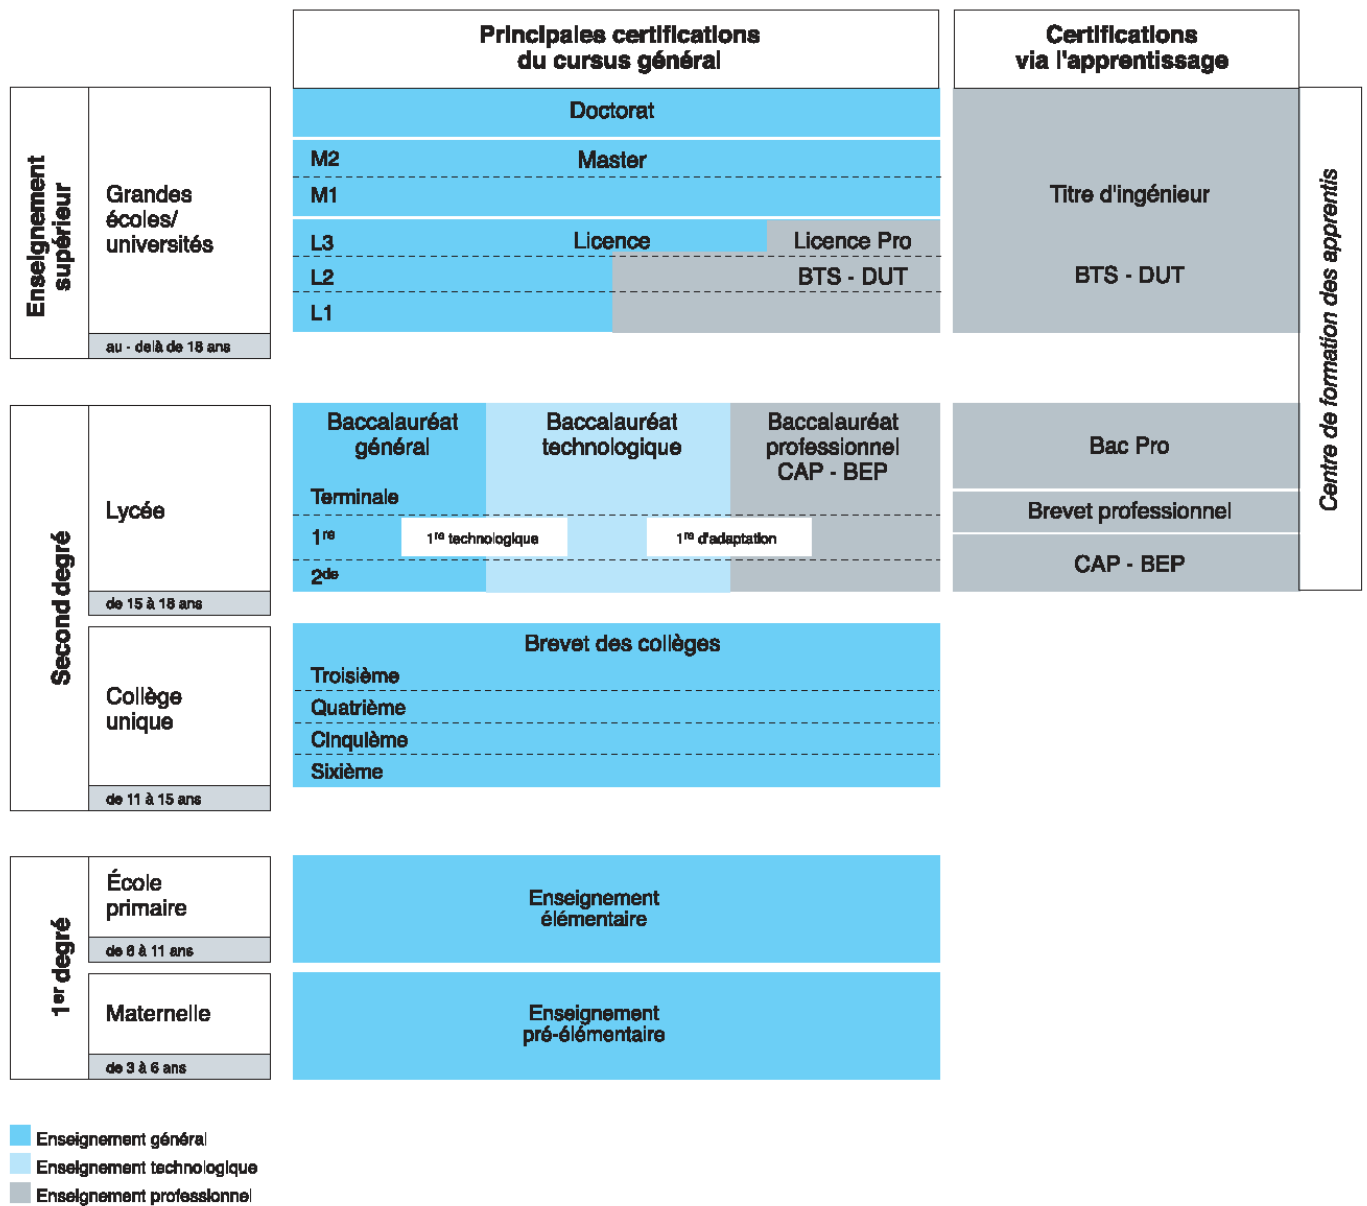 Principales certifications
du cursus général
Certifications
via l'apprentissage
Enseignement
supérieur
Grandes
écoles/
universités
au - delà de 18 ans
Doctorat
M2
Master
M1
L3
Licence
Licence Pro
L2
BTS - DUT
L1
Titre d'ingénieur
BTS - DUT
Centre de formation des apprentis
Second degré
Lycée
de 15 à 18 ans
Baccalauréat
général
Baccalauréat
technologique
Baccalauréat
professionnel
CAP - BEP
Terminale
1re
1re technologique
1re d'adaptation
2de
Bac Pro
Brevet professionnel
CAP - BEP
Collège
unique
de 11 à 15 ans
Brevet des collèges
Troisième
Quatrième
Cinquième
Sixième
1er degré
École
primaire
de 6 à 11 ans
Enseignement
élémentaire
Maternelle
de 3 à 6 ans
Enseignement
pré-élémentaire
Enseignement général
Enseignement technologique
Enseignement professionnel